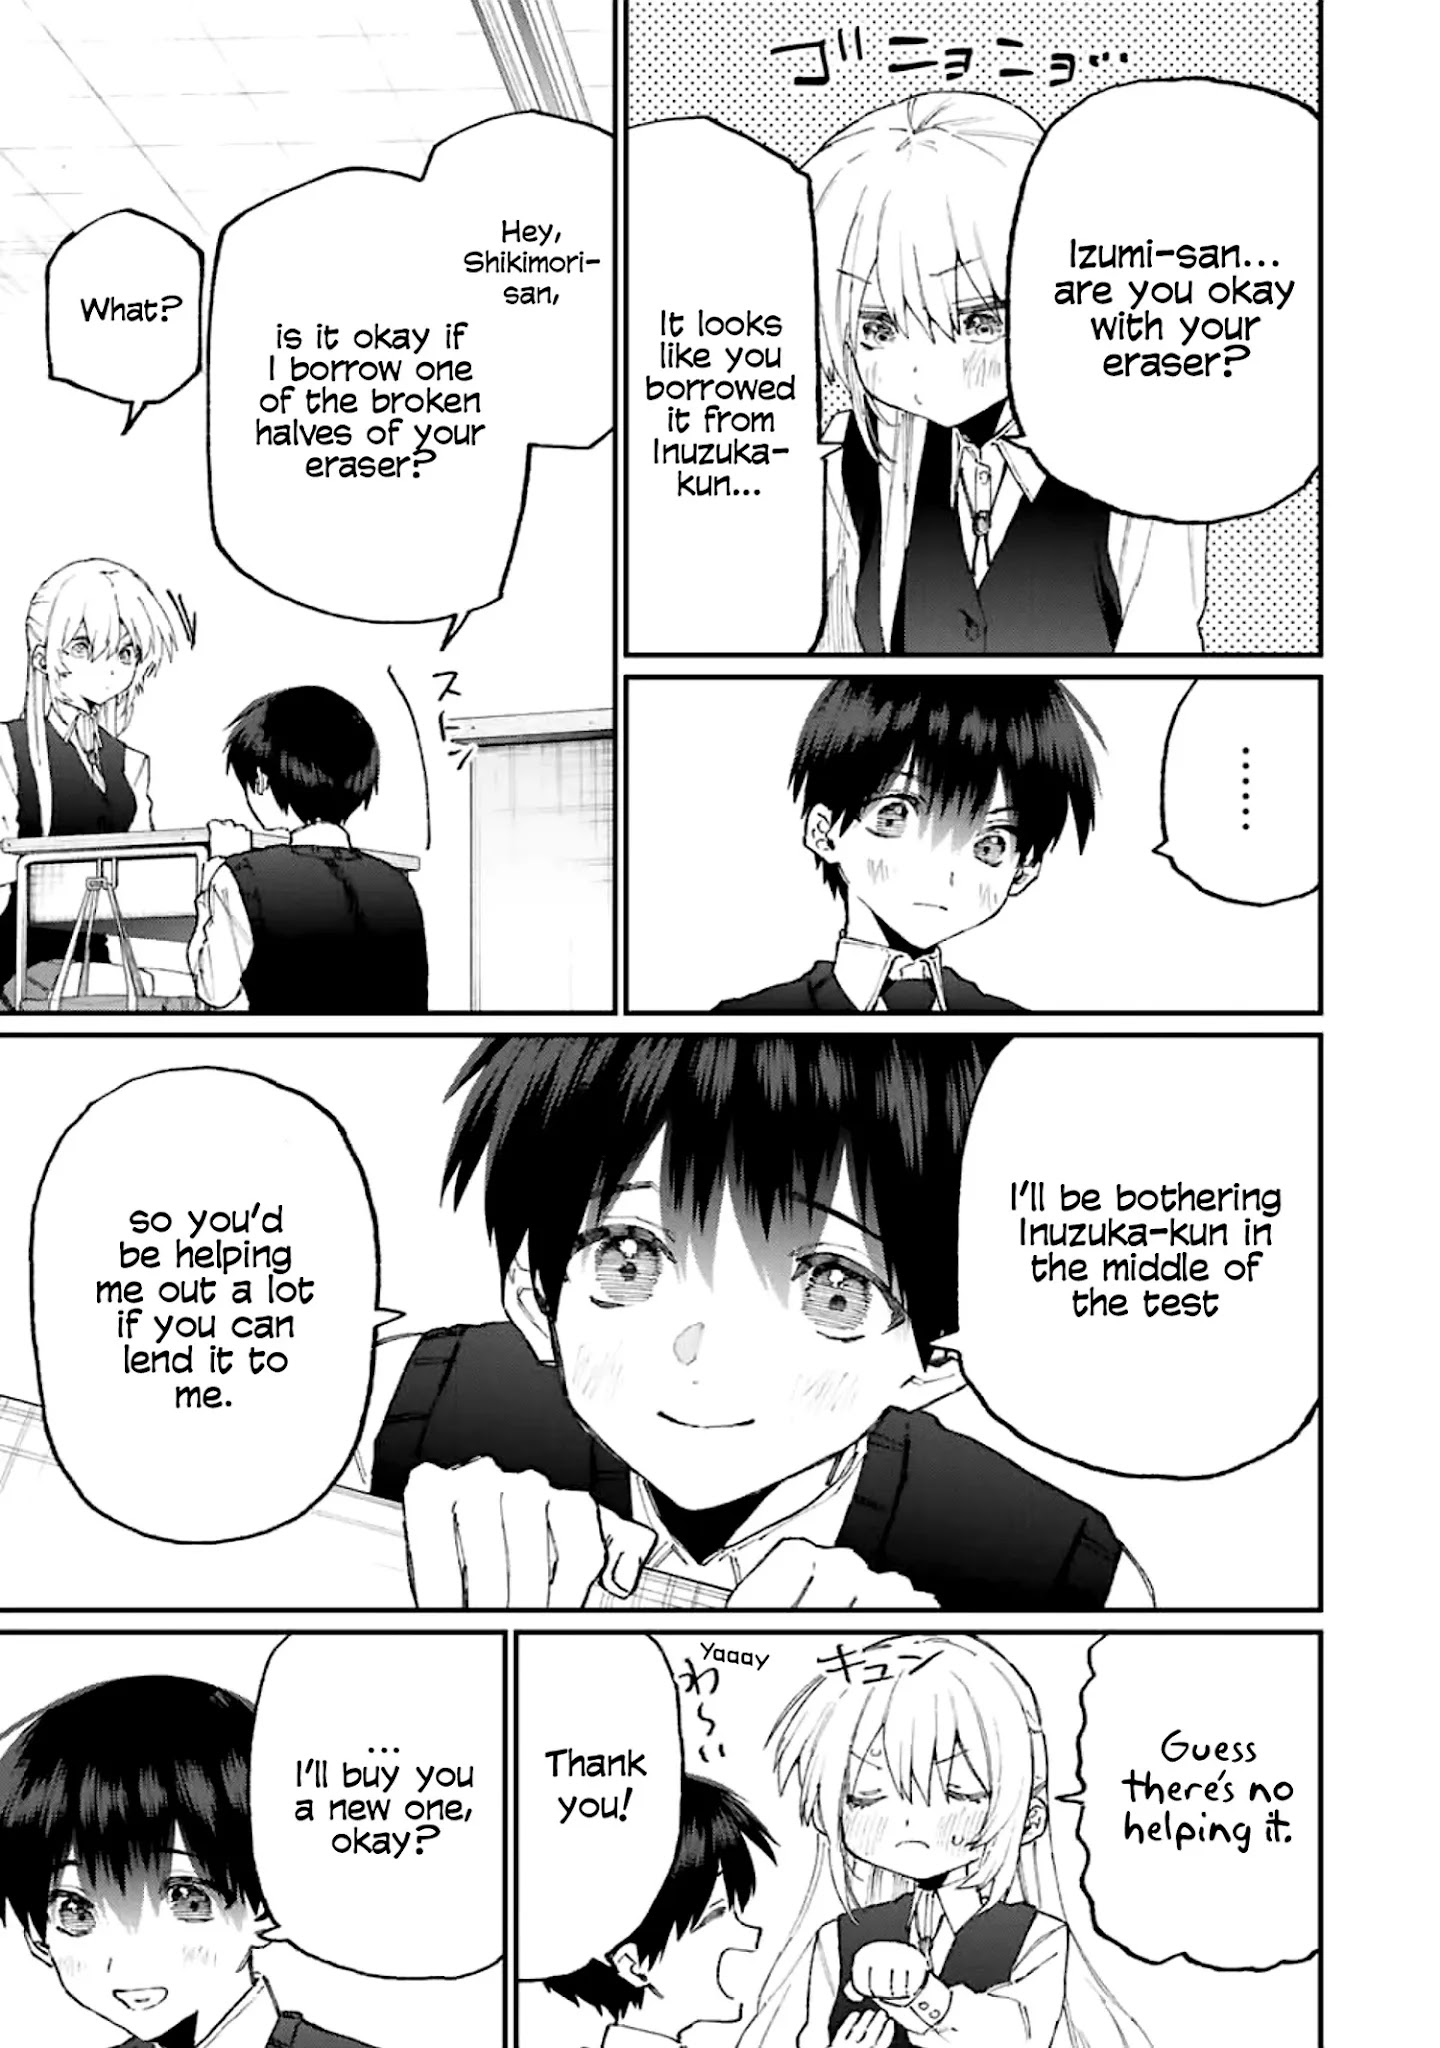 ゴニョニョ…
Izumi-san...
are you okay
with your
eraser?
It looks
like you
borrowed
it from
Inuzuka-
kun...
......
Hey,
Shikimori-
san,
is it okay if
I borrow one
of the broken
halves of your
eraser?
ストン
What?
I'll be bothering
Inuzuka-kun in
the middle of
the test
so you'd
be helping
me out a lot
if you can
lend it to
me.
Guess
there's no
helping it.
キュン
Yaaay
わ〜
Thank
you!
...
I'll buy you
a new one,
okay?